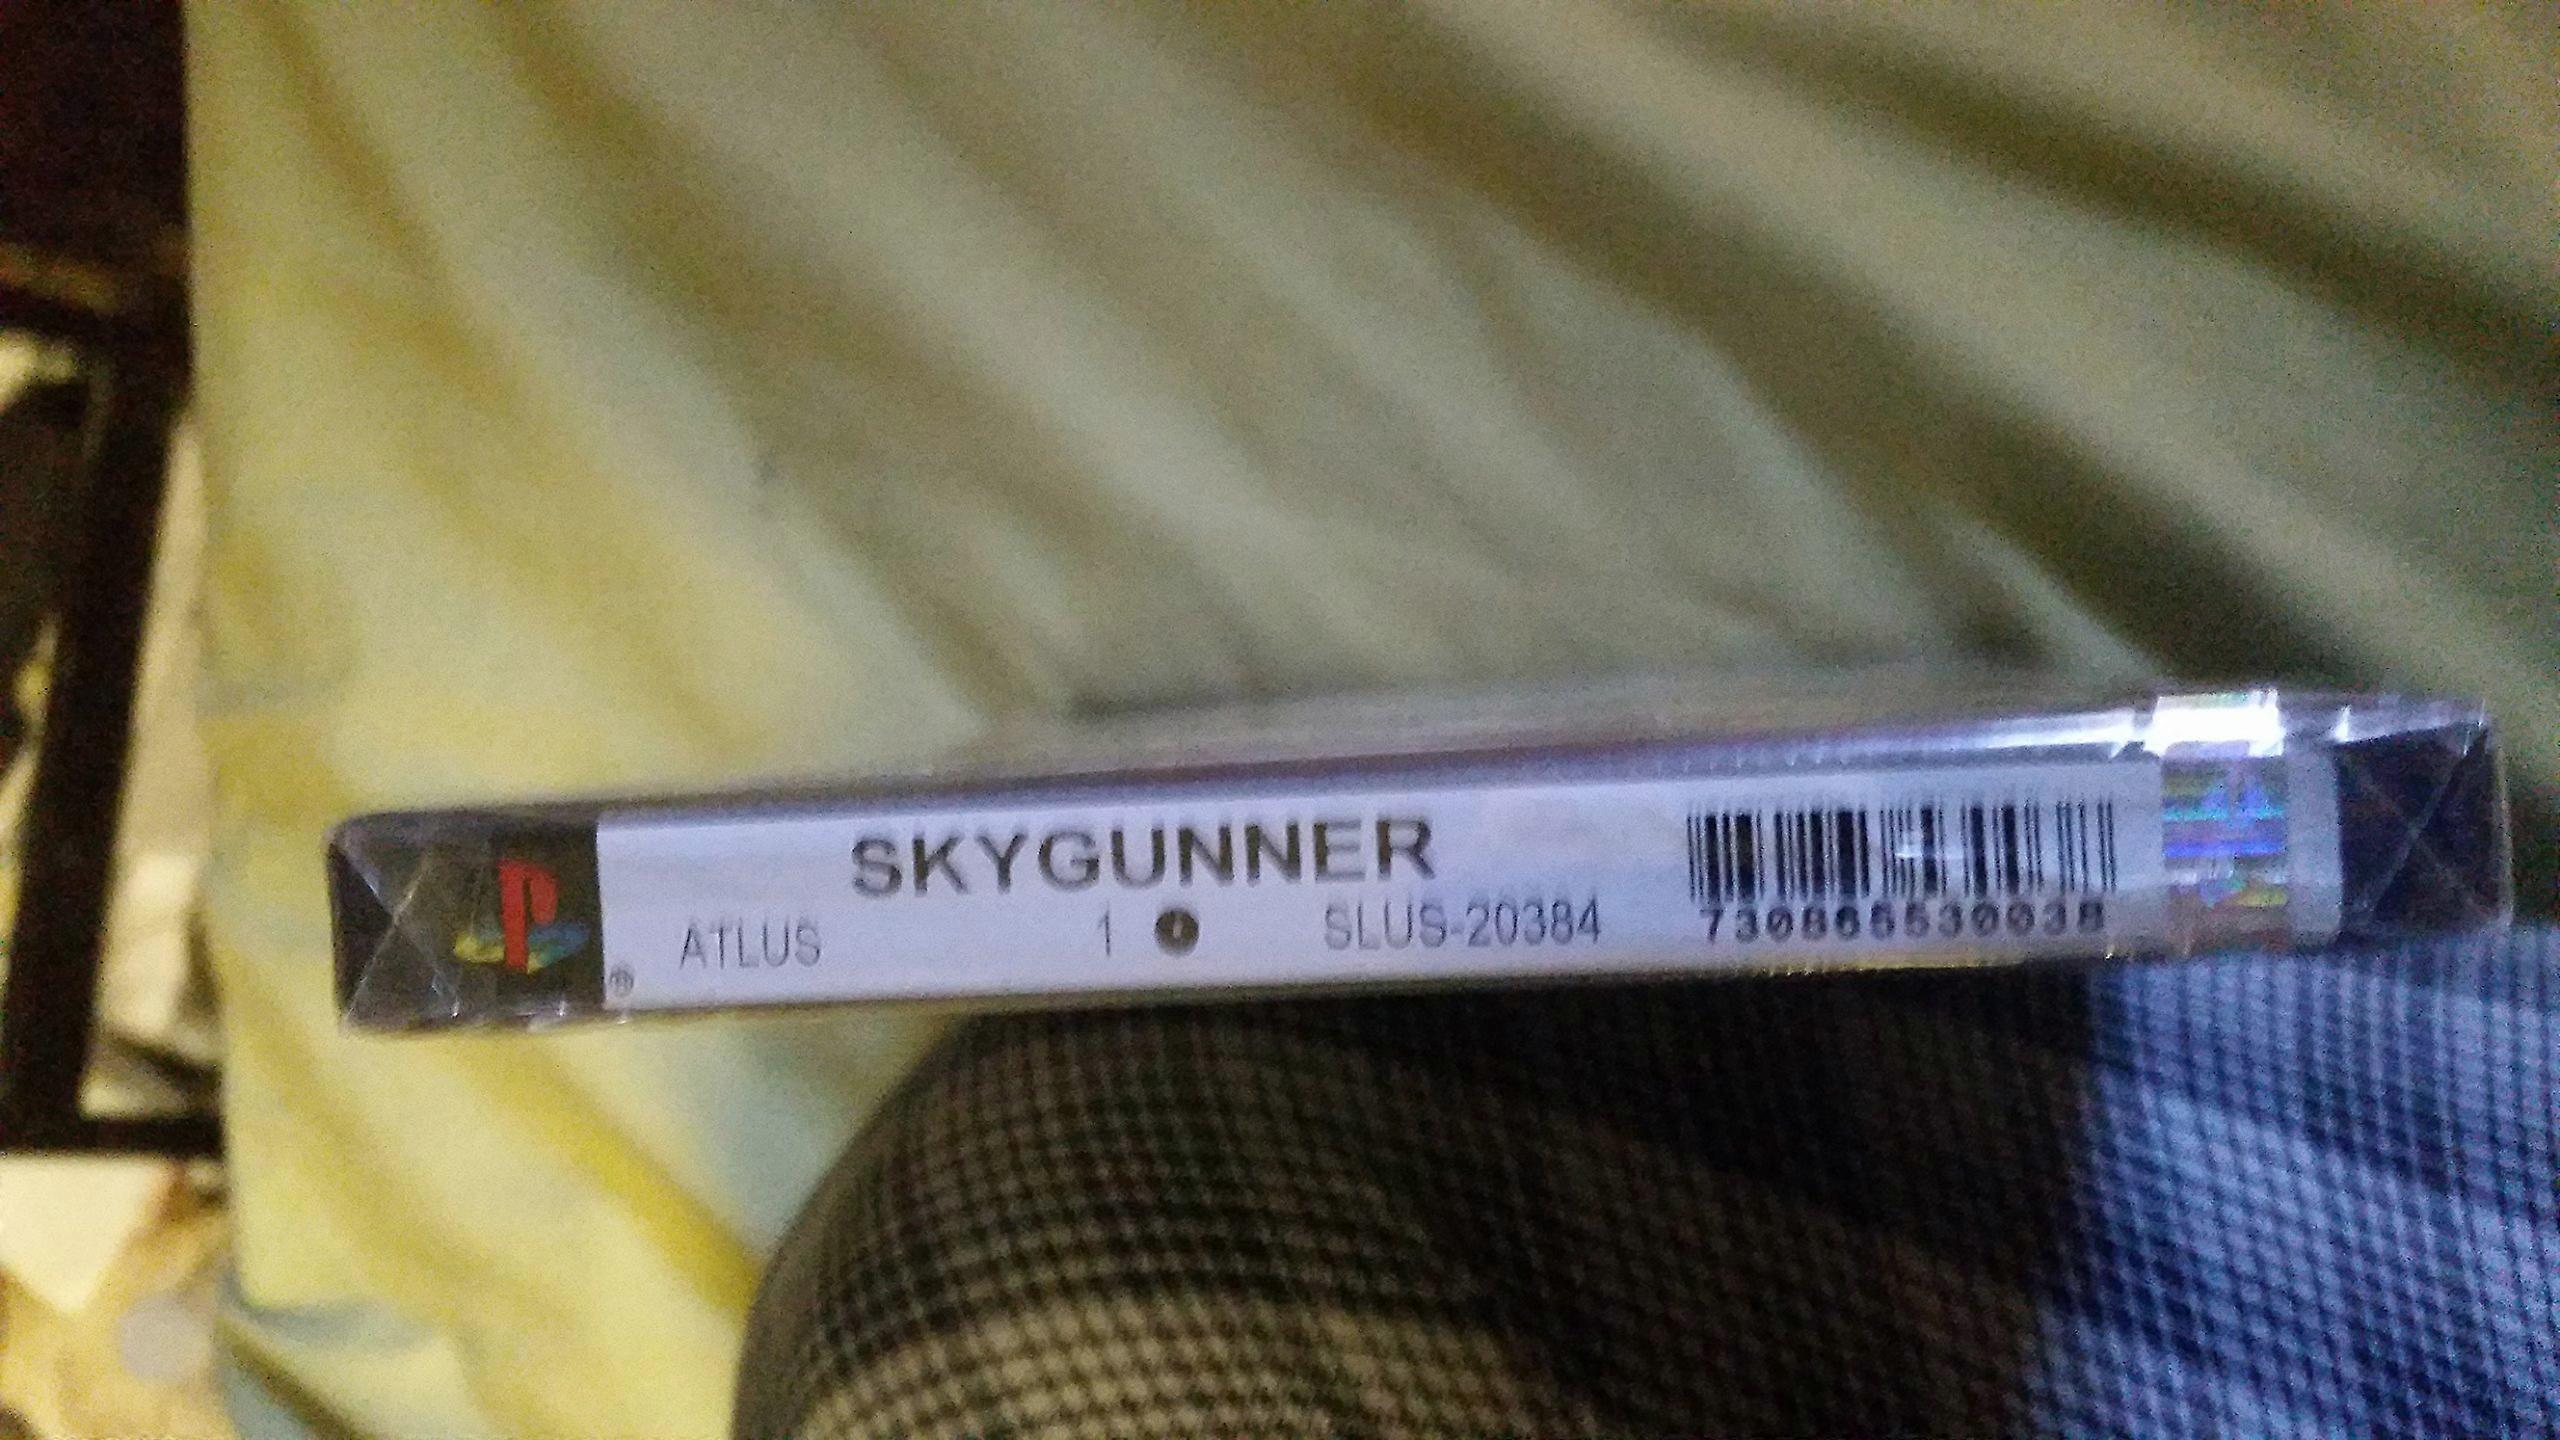 SKYGUNNER
ATLUS 1 SLUS-20384
730865530038
®